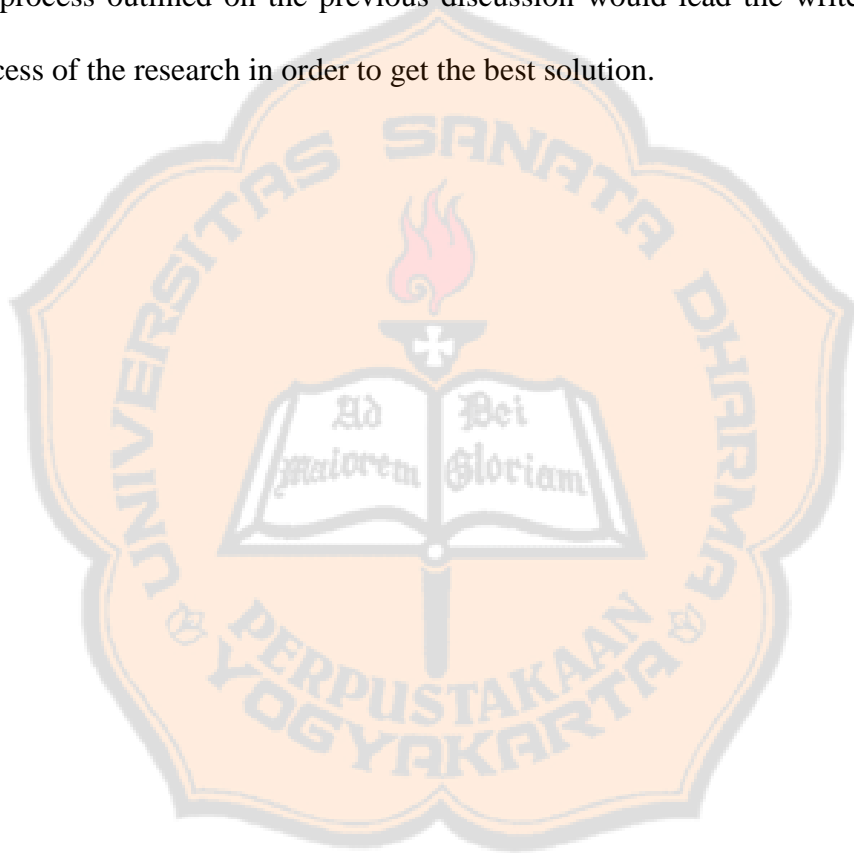 process outlined on the previous discussion would lead the write
cess of the research in order to get the best solution.
UNIVERSITAS SANATA DHARMA
Ad Dei
Maiorem Gloriam
PERPUSTAKAAN
YOGYAKARTA